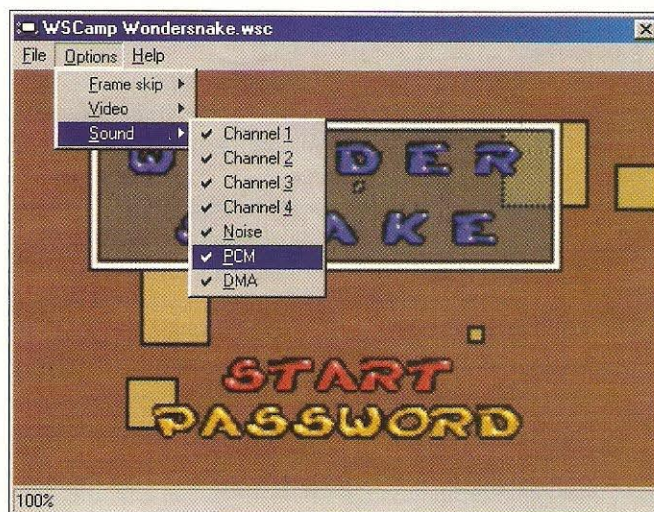 WSCamp Wondersnake.wsc
File Options Help
Frame skip
Video
Sound
Channel 1
Channel 2
Channel 3
Channel 4
Noise
PCM
DMA
START
PASSWORD
100%